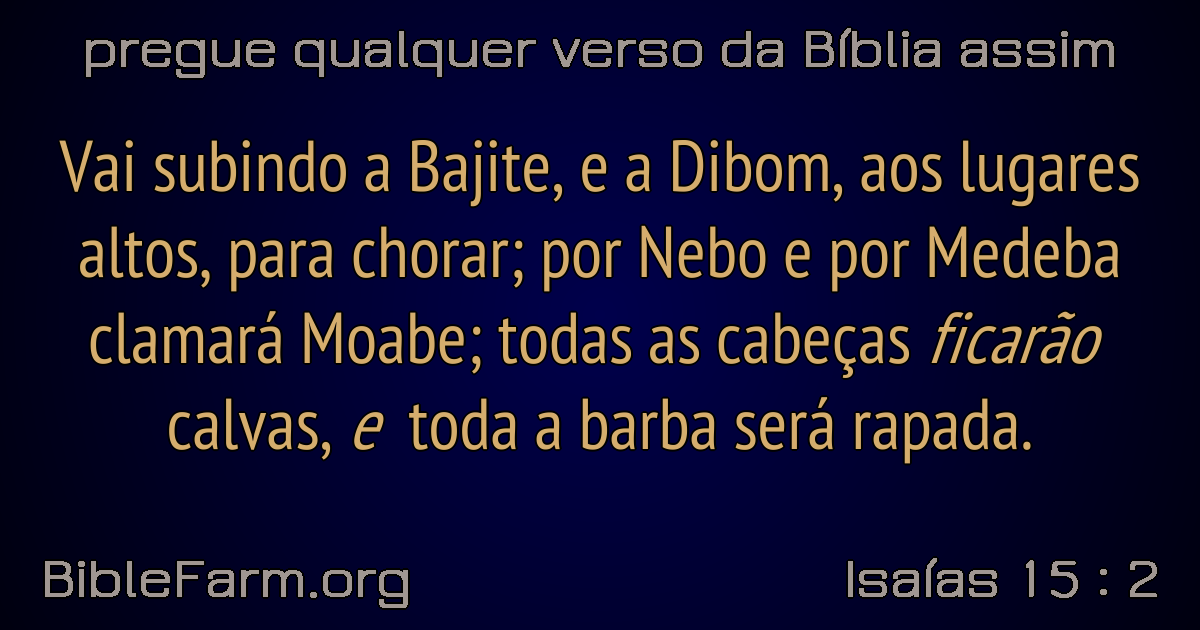 pregue qualquer verso da Bíblia assim
Vai subindo a Bajite, e a Dibom, aos lugares
altos, para chorar; por Nebo e por Medeba
clamará Moabe; todas as cabeças ficarão
calvas, e toda a barba será rapada.
BibleFarm.org
Isaías 15 : 2